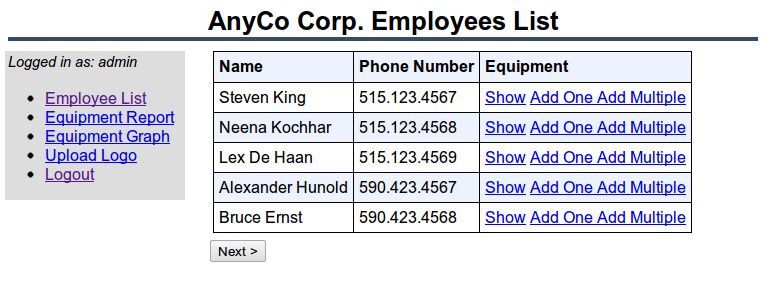 AnyCo Corp. Employees List
Logged in as: admin
Employee List
Equipment Report
Equipment Graph
Upload Logo
Logout
Name Phone Number Equipment
Steven King 515.123.4567 Show Add One Add Multiple
Neena Kochhar 515.123.4568 Show Add One Add Multiple
Lex De Haan 515.123.4569 Show Add One Add Multiple
Alexander Hunold 590.423.4567 Show Add One Add Multiple
Bruce Ernst 590.423.4568 Show Add One Add Multiple
Next >